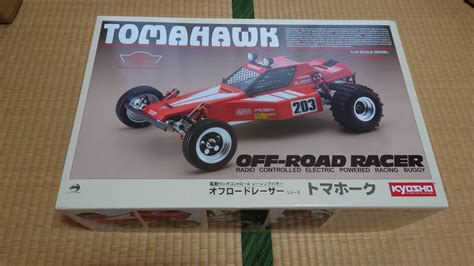 TOMAHAWK
1/10 SCALE MODEL
203
OFF-ROAD RACER
RADIO CONTROLLED ELECTRIC POWERED RACING BUGGY
電動ラジオコントロール レーシングバギー
オフロードレーサー シリーズ トマホーク
KYOSHO